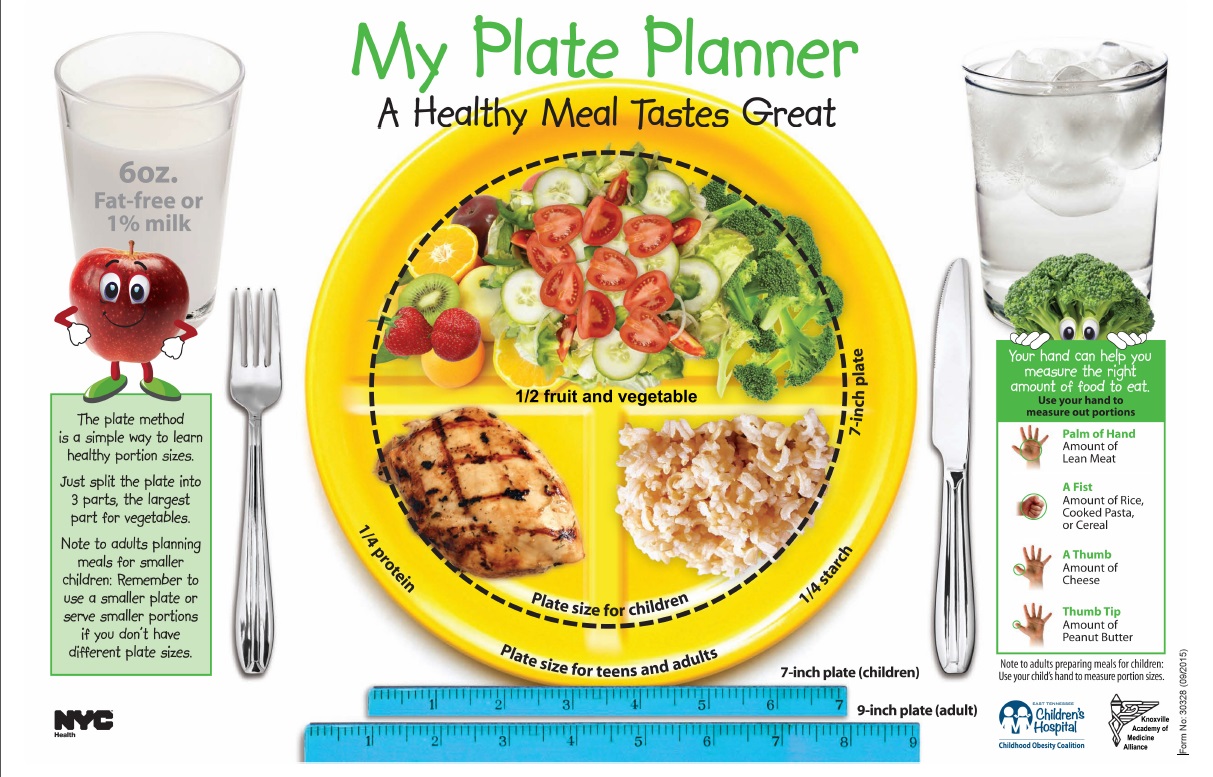 My Plate Planner
A Healthy Meal Tastes Great
6oz.
Fat-free or
1% milk
The plate method
is a simple way to learn
healthy portion sizes.
Just split the plate into
3 parts, the largest
part for vegetables.
Note to adults planning
meals for smaller
children: Remember to
use a smaller plate or
serve smaller portions
if you don't have
different plate sizes.
NYC
Health
1/2 fruit and vegetable
7-inch plate
1/4 protein
1/4 starch
Plate size for children
Plate size for teens and adults
7-inch plate (children)
1 2 3 4 5 6 7
9-inch plate (adult)
1 2 3 4 5 6 7 8 9
Your hand can help you
measure the right
amount of food to eat.
Use your hand to
measure out portions
Palm of Hand
Amount of
Lean Meat
A Fist
Amount of Rice,
Cooked Pasta,
or Cereal
A Thumb
Amount of
Cheese
Thumb Tip
Amount of
Peanut Butter
Note to adults preparing meals for children:
Use your child's hand to measure portion sizes.
EAST TENNESSEE
Children's
Hospital
Childhood Obesity Coalition
Knoxville
Academy of
Medicine
Alliance
Form No: 30328 (09/2015)